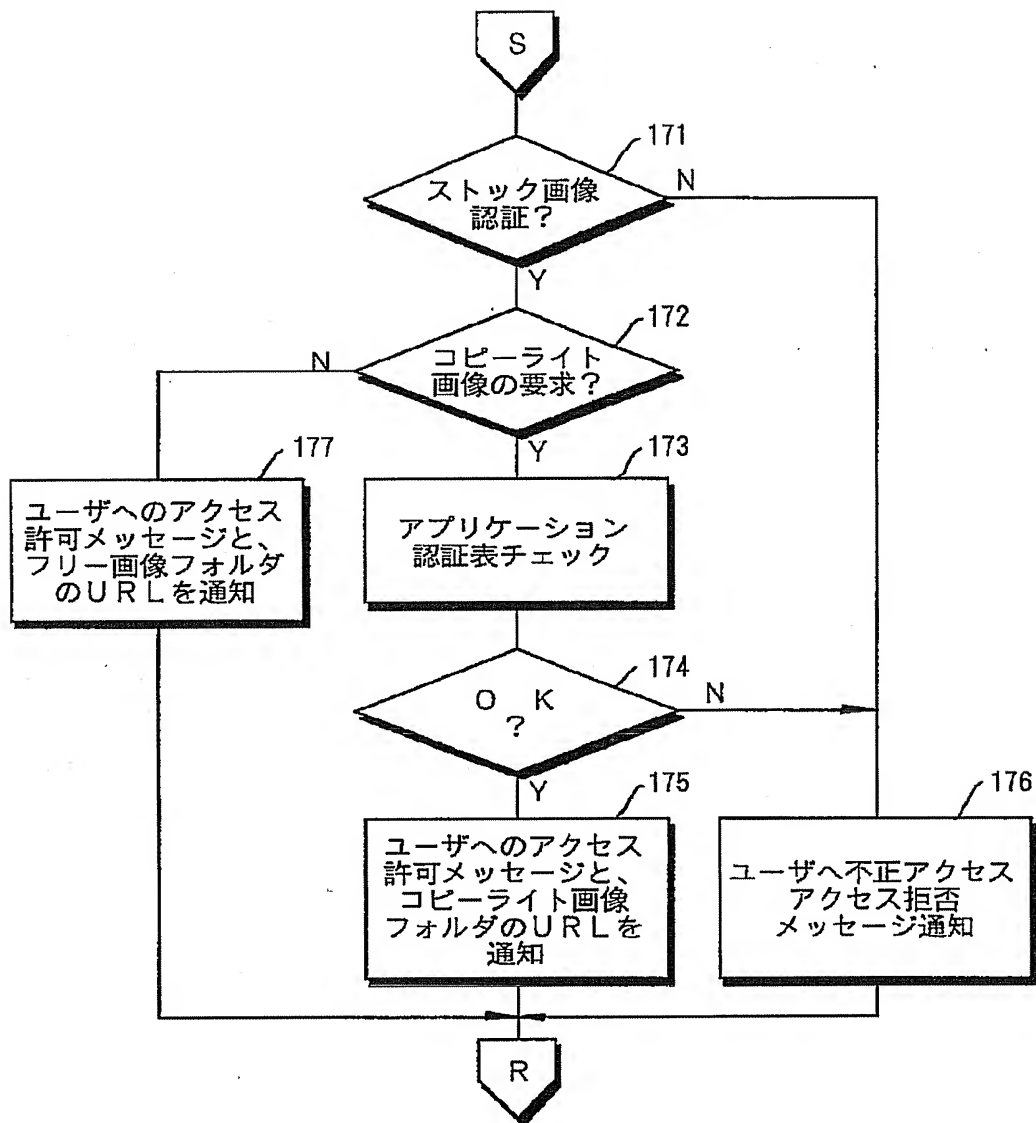 S
171
ストック画像
認証？
N
Y
172
コピーライト
画像の要求？
N
Y
177
ユーザへのアクセス
許可メッセージと、
フリー画像フォルダ
のＵＲＬを通知
173
アプリケーション
認証表チェック
174
Ｏ Ｋ
？
N
Y
175
ユーザへのアクセス
許可メッセージと、
コピーライト画像
フォルダのＵＲＬを
通知
176
ユーザへ不正アクセス
アクセス拒否
メッセージ通知
R